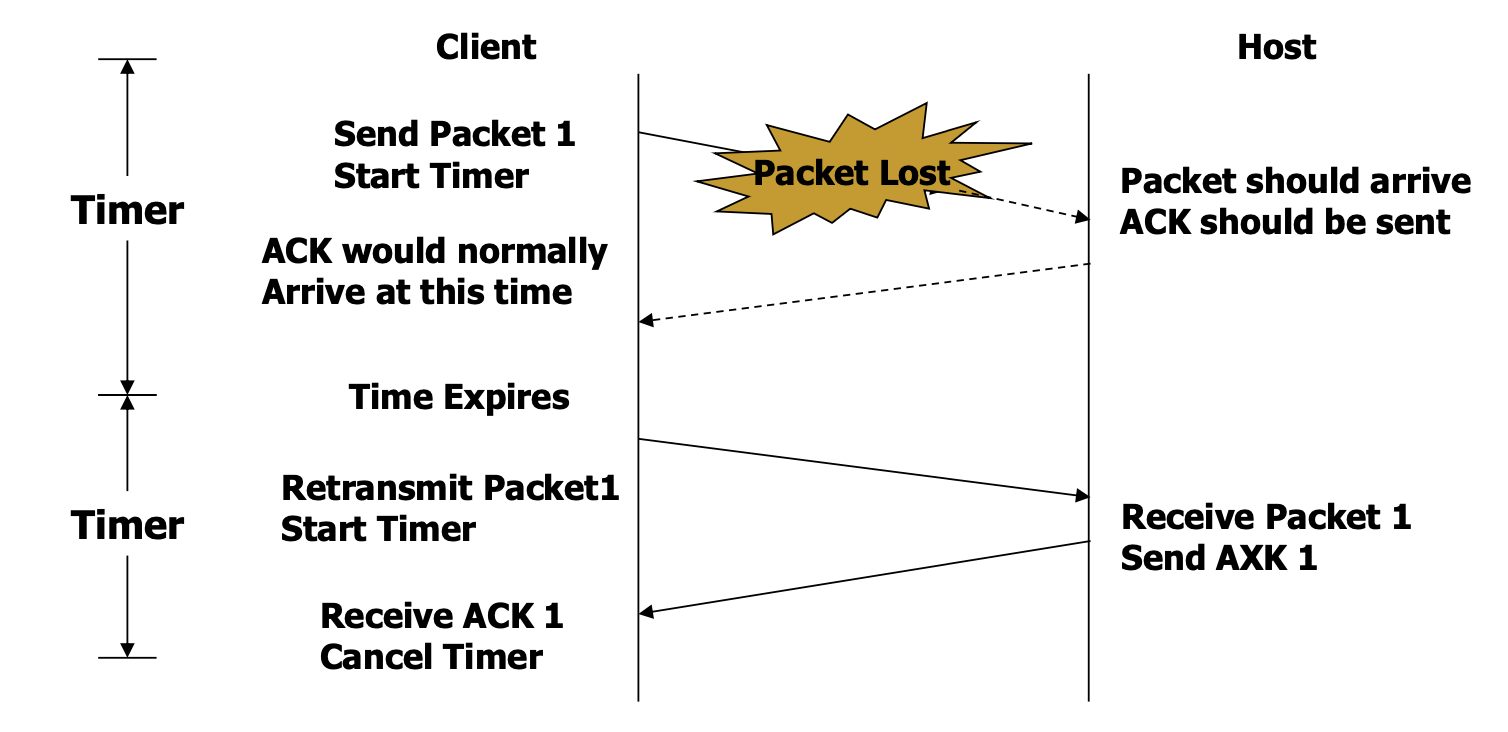 Client
Host
Send Packet 1
Start Timer
Packet Lost
Packet should arrive
ACK should be sent
Timer
ACK would normally
Arrive at this time
Time Expires
Retransmit Packet1
Start Timer
Timer
Receive Packet 1
Send AXK 1
Receive ACK 1
Cancel Timer